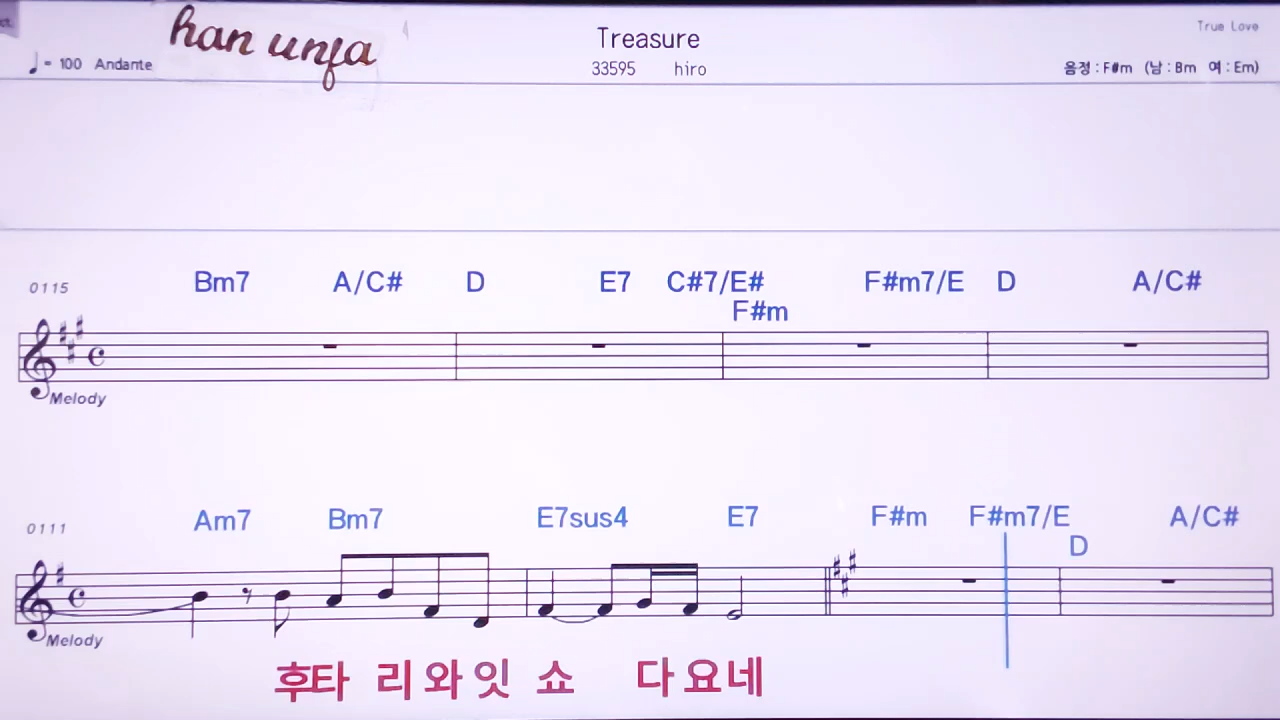 han unja
Treasure
True Love
♩= 100 Andante
33595 hiro
음정 : F#m (남 : Bm 여 : Em)
0115
Bm7 A/C# D E7 C#7/E# F#m7/E D A/C#
F#m
Melody
0111
Am7 Bm7 E7sus4 E7 F#m F#m7/E A/C#
D
Melody
후타 리와잇 쇼 다요네